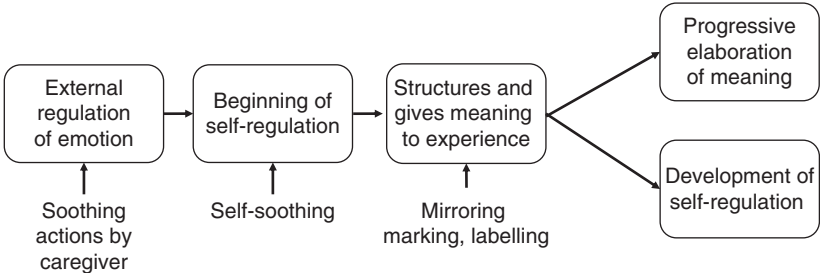 External
regulation
of emotion
Beginning of
self-regulation
Structures and
gives meaning
to experience
Progressive
elaboration
of meaning
Development of
self-regulation
Soothing
actions by
caregiver
Self-soothing
Mirroring
marking, labelling